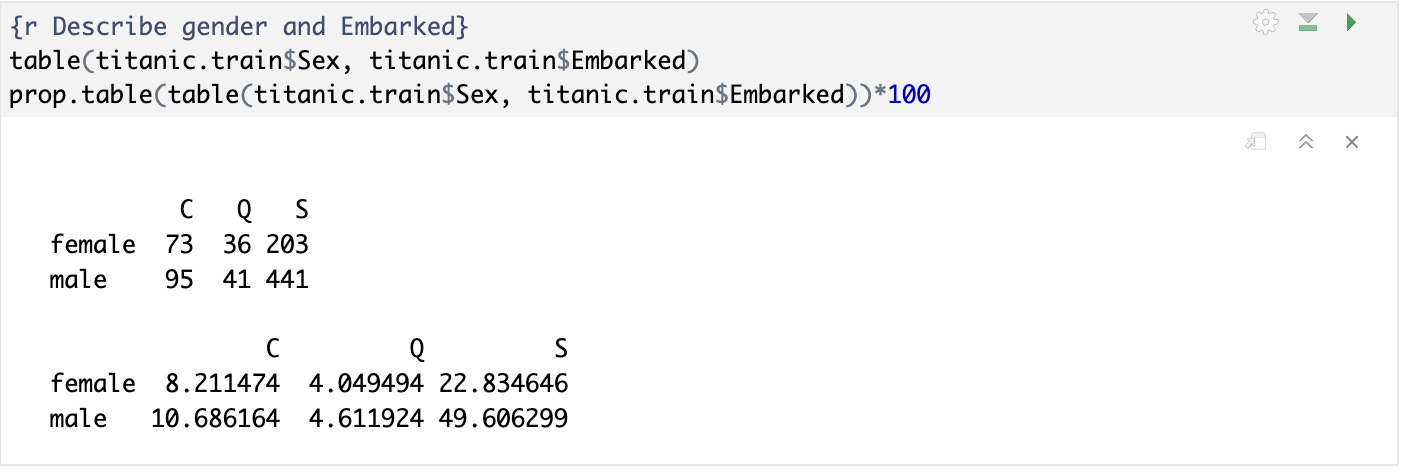 {r Describe gender and Embarked}
table(titanic.train$Sex, titanic.train$Embarked)
prop.table(table(titanic.train$Sex, titanic.train$Embarked))*100
C Q S
female 73 36 203
male 95 41 441
C Q S
female 8.211474 4.049494 22.834646
male 10.686164 4.611924 49.606299